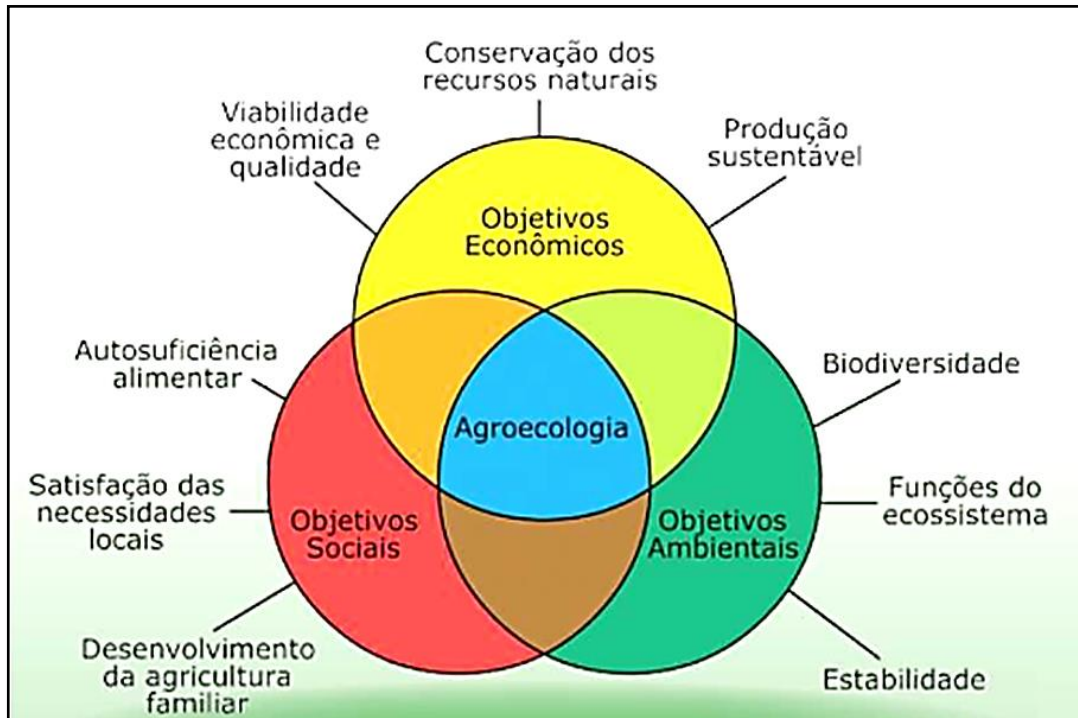 Conservação dos
recursos naturais
Viabilidade
econômica e
qualidade
Produção
sustentável
Objetivos
Econômicos
Autosuficiência
alimentar
Biodiversidade
Agroecologia
Satisfação das
necessidades
locais
Objetivos
Sociais
Objetivos
Ambientais
Funções do
ecossistema
Desenvolvimento
da agricultura
familiar
Estabilidade